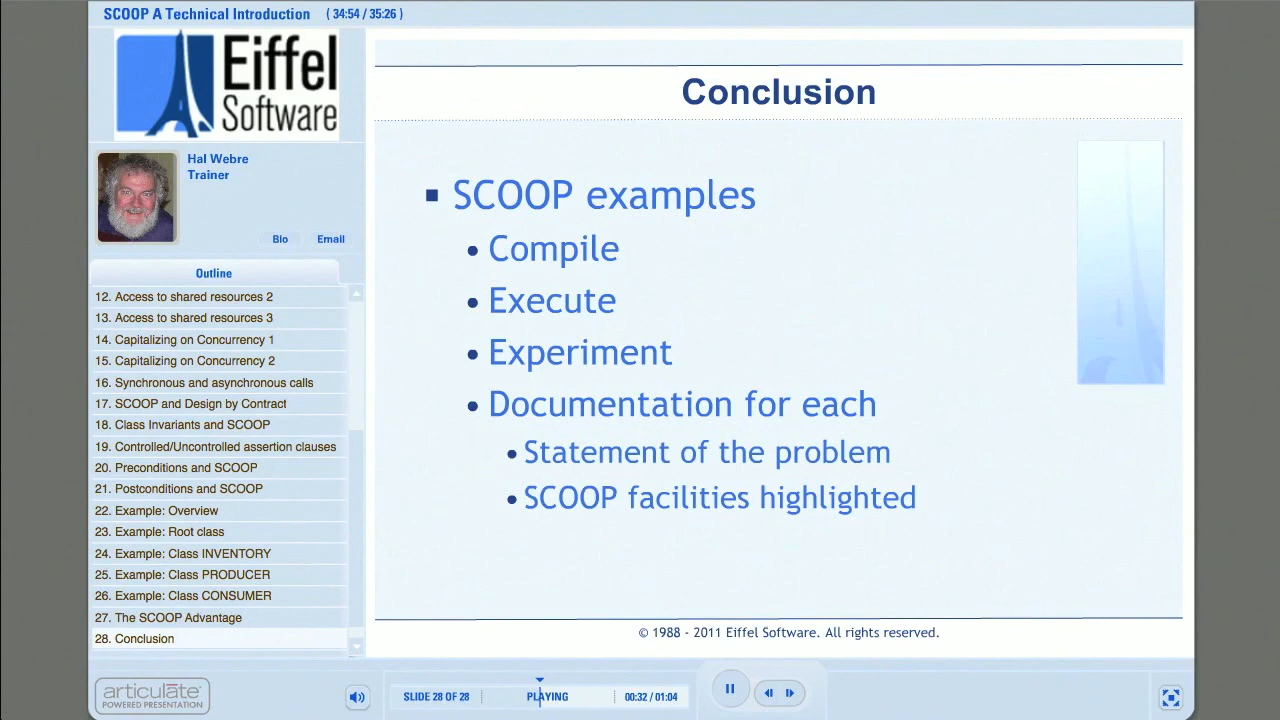 SCOOP A Technical Introduction ( 34:54 / 35:26 )
Eiffel
Software
Hal Webre
Trainer
Bio Email
Outline
12. Access to shared resources 2
13. Access to shared resources 3
14. Capitalizing on Concurrency 1
15. Capitalizing on Concurrency 2
16. Synchronous and asynchronous calls
17. SCOOP and Design by Contract
18. Class Invariants and SCOOP
19. Controlled/Uncontrolled assertion clauses
20. Preconditions and SCOOP
21. Postconditions and SCOOP
22. Example: Overview
23. Example: Root class
24. Example: Class INVENTORY
25. Example: Class PRODUCER
26. Example: Class CONSUMER
27. The SCOOP Advantage
28. Conclusion
Conclusion
▪ SCOOP examples
• Compile
• Execute
• Experiment
• Documentation for each
• Statement of the problem
• SCOOP facilities highlighted
© 1988 - 2011 Eiffel Software. All rights reserved.
articulate
POWERED PRESENTATION
SLIDE 28 OF 28 PLAYING 00:32 / 01:04